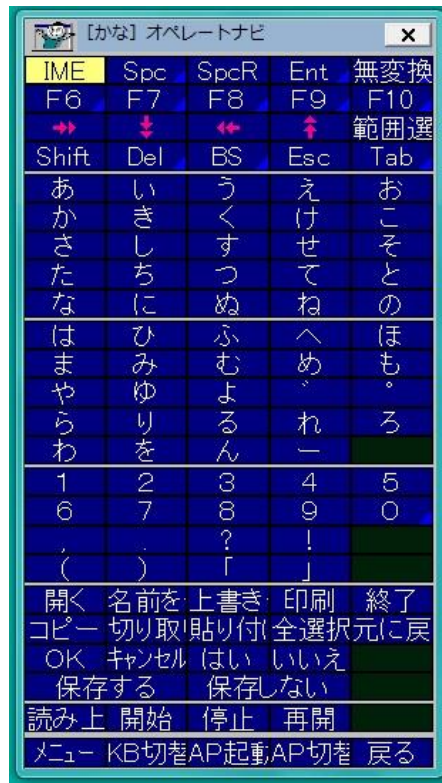 [かな] オペレートナビ
IME Spc SpcR Ent 無変換
F6 F7 F8 F9 F10
範囲選
Shift Del BS Esc Tab
あ い う え お
か き く け こ
さ し す せ そ
た ち つ て と
な に ぬ ね の
は ひ ふ へ ほ
ま み む め も
や ゆ よ ゛ ゜
ら り る れ ろ
わ を ん ー
1 2 3 4 5
6 7 8 9 0
, . ? !
( ) 「 」
開く 名前を 上書き 印刷 終了
コピー 切り取 貼り付 全選択 元に戻
OK キャンセル はい いいえ
保存する 保存しない
読み上 開始 停止 再開
メニュー KB切替 AP起動 AP切替 戻る